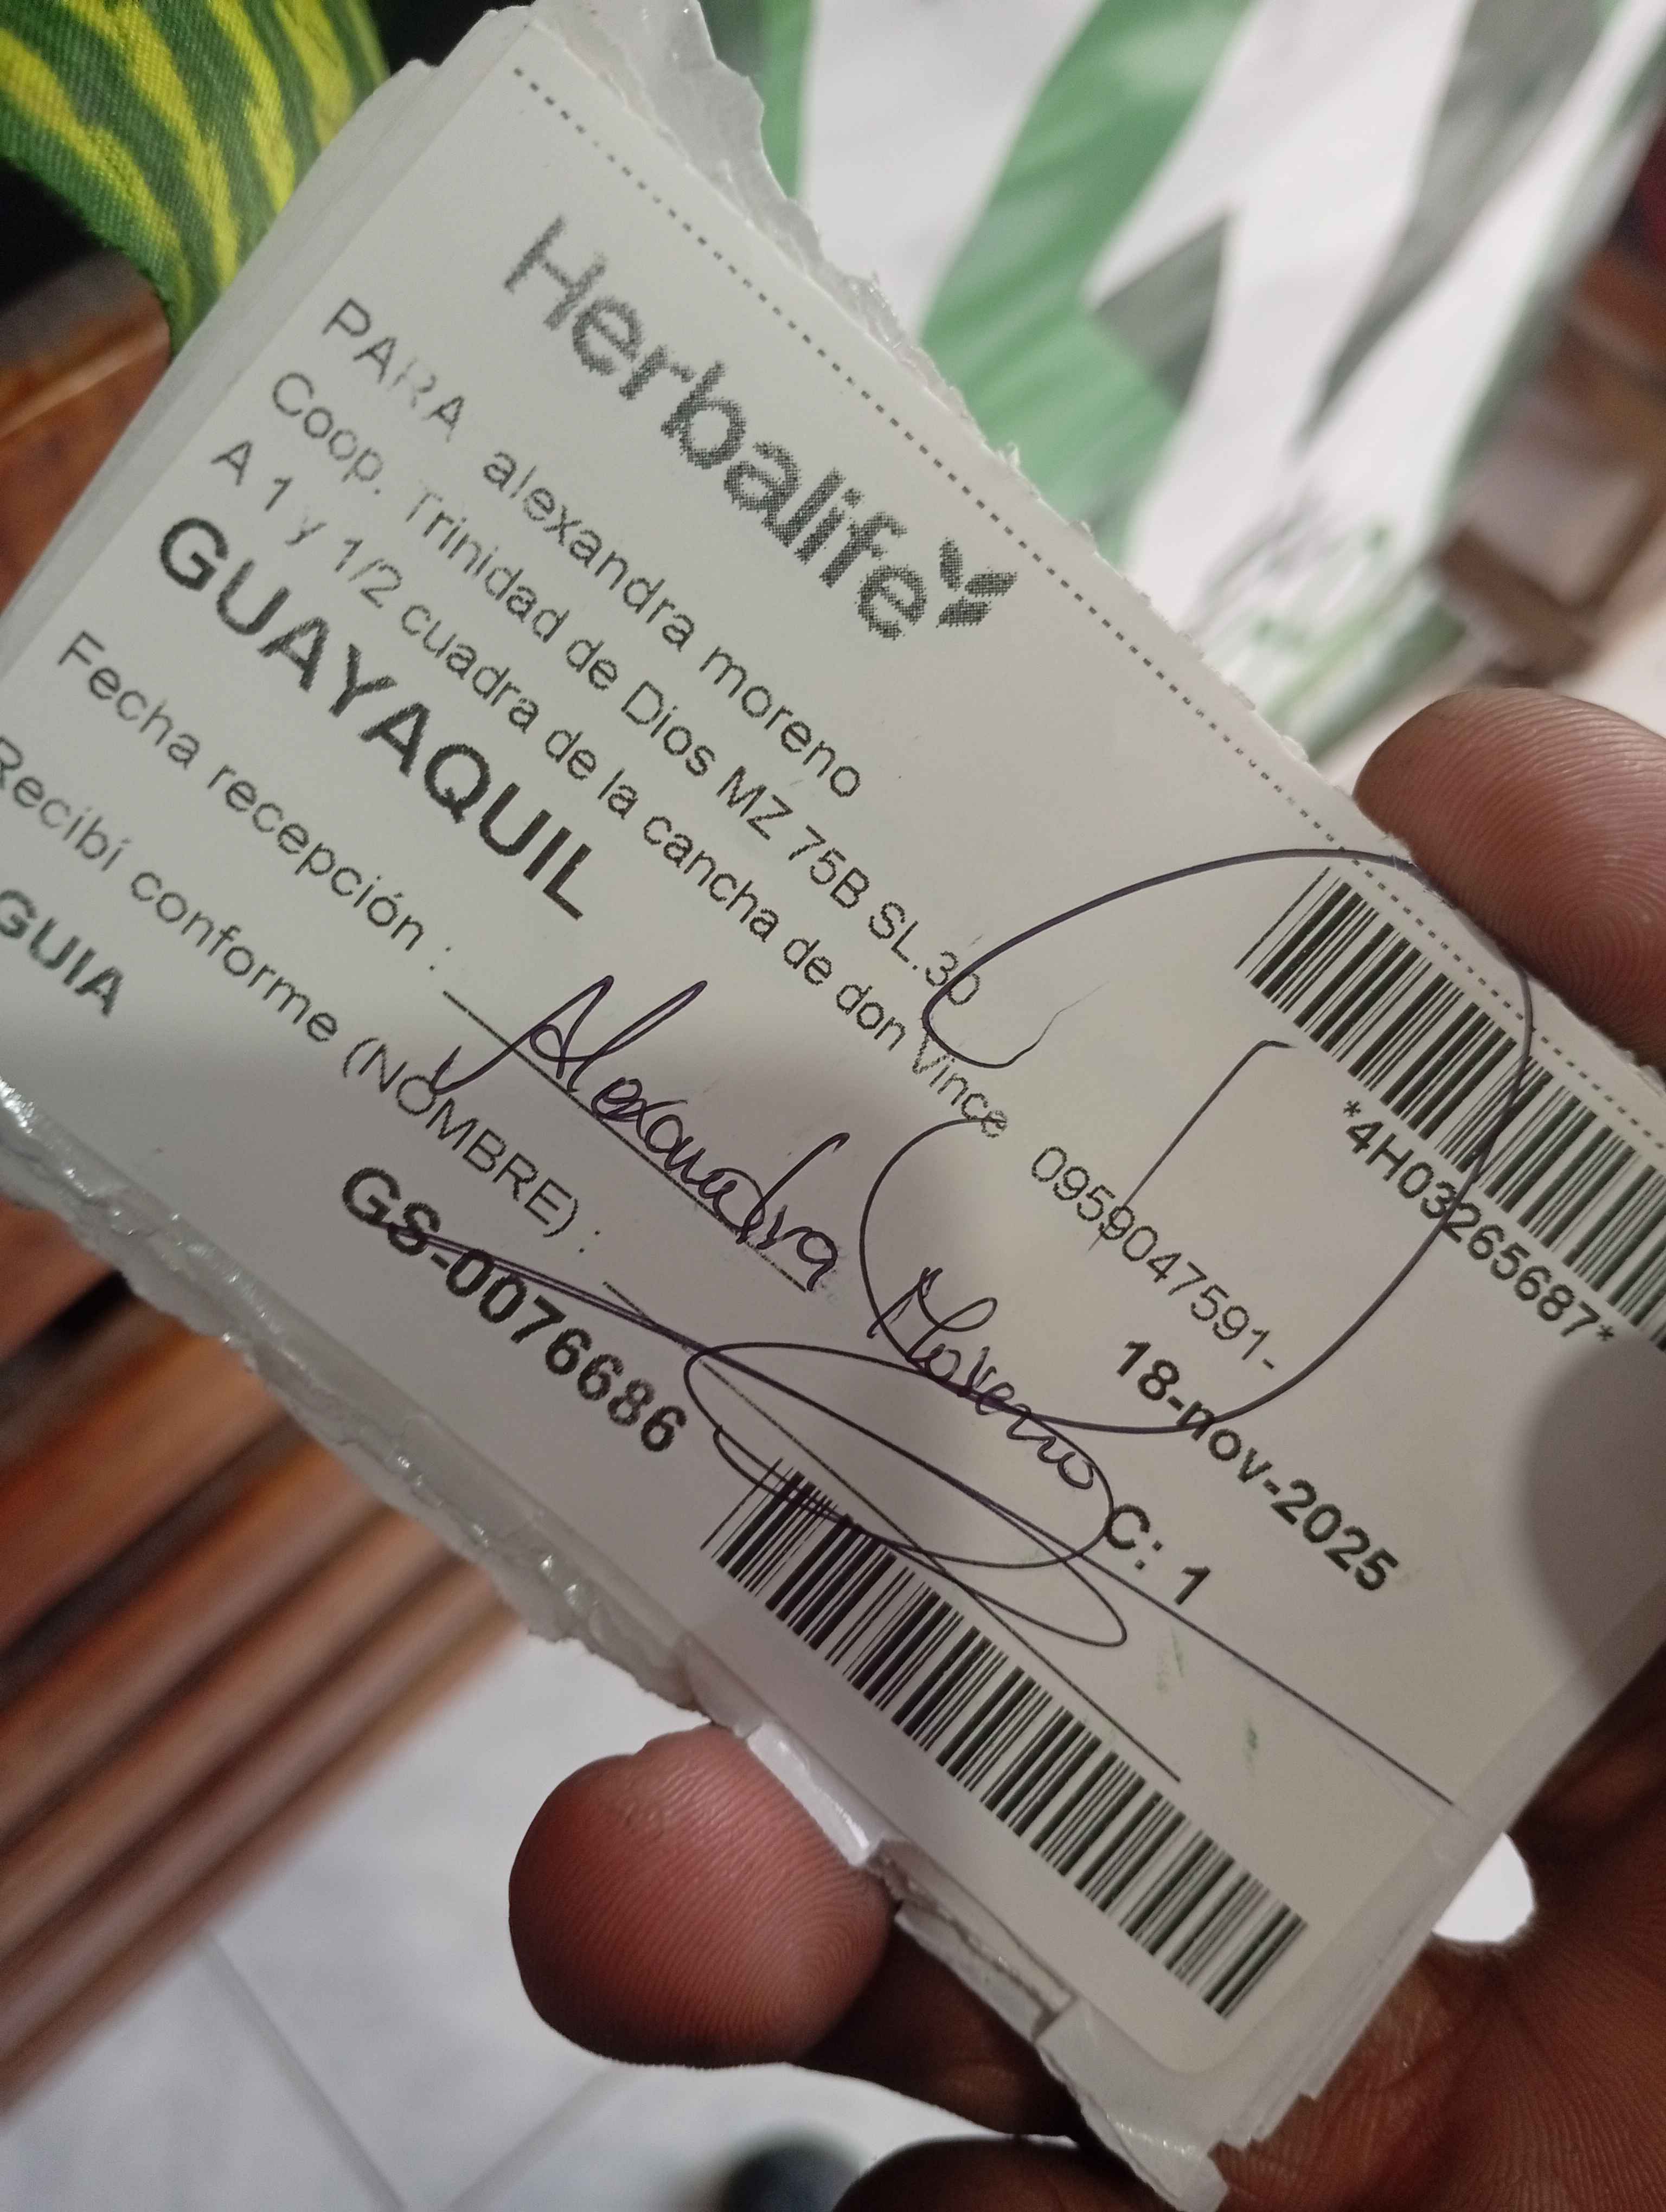 Herbalife
PARA alexandra moreno
Coop. Trinidad de Dios MZ 75B SL.30
A 1 y 1/2 cuadra de la cancha de don Vince 0959047591-
GUAYAQUIL
18-nov-2025
*4H03265687*
Fecha recepción :
Alexandra Moreno
Recibí conforme (NOMBRE) :
C: 1
GUIA GS-0076686